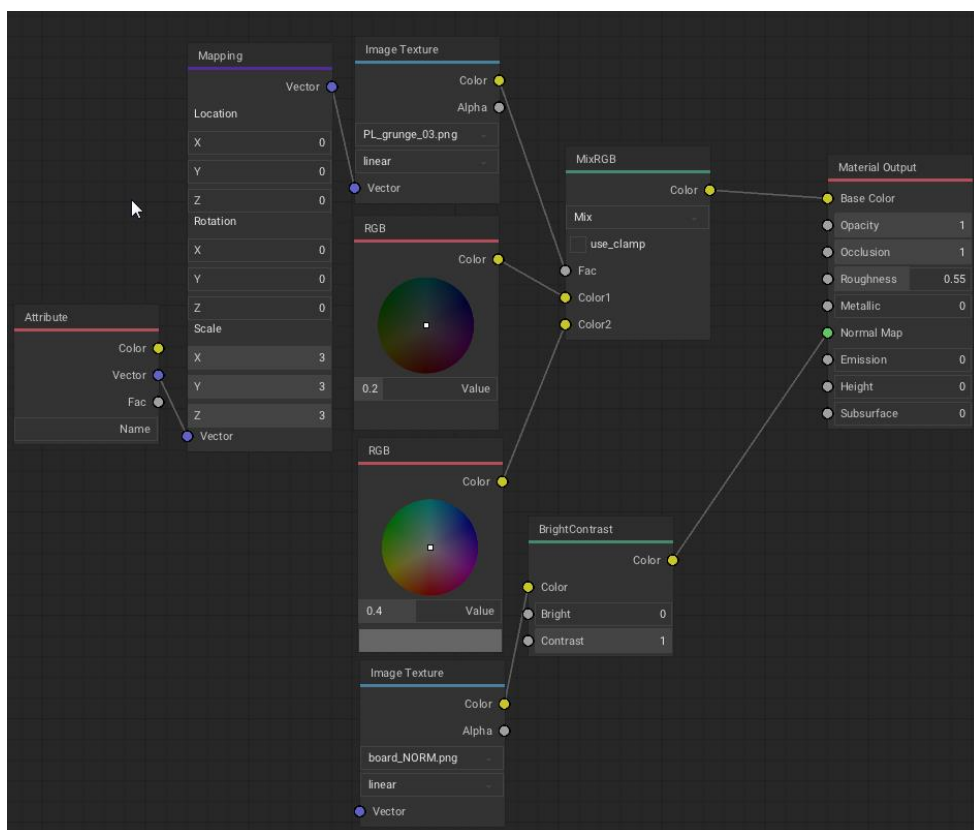 Attribute
Color
Vector
Fac
Name
Mapping
Vector
Location
X 0
Y 0
Z 0
Rotation
X 0
Y 0
Z 0
Scale
X 3
Y 3
Z 3
Vector
Image Texture
Color
Alpha
PL_grunge_03.png
linear
Vector
RGB
Color
0.2 Value
RGB
Color
0.4 Value
Image Texture
Color
Alpha
board_NORM.png
linear
Vector
MixRGB
Color
Mix
use_clamp
Fac
Color1
Color2
BrightContrast
Color
Color
Bright 0
Contrast 1
Material Output
Base Color
Opacity 1
Occlusion 1
Roughness 0.55
Metallic 0
Normal Map
Emission 0
Height 0
Subsurface 0